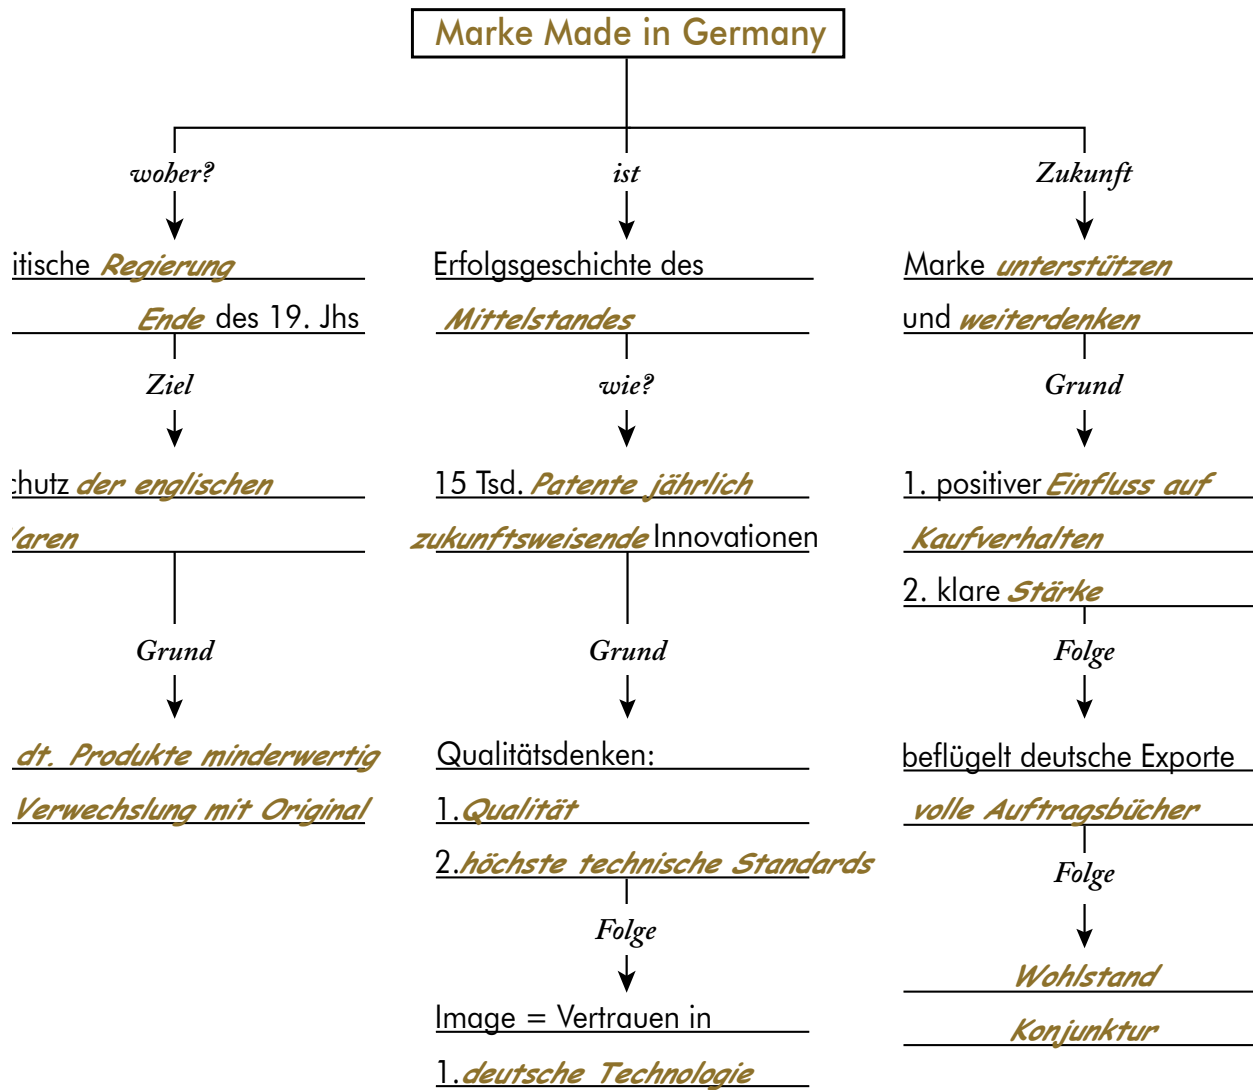 Marke Made in Germany
woher?
itische Regierung
Ende des 19. Jhs
Ziel
chutz der englischen
Varen
Grund
dt. Produkte minderwertig
Verwechslung mit Original
ist
Erfolgsgeschichte des
Mittelstandes
wie?
15 Tsd. Patente jährlich
zukunftsweisende Innovationen
Grund
Qualitätsdenken:
1. Qualität
2. höchste technische Standards
Folge
Image = Vertrauen in
1. deutsche Technologie
Zukunft
Marke unterstützen
und weiterdenken
Grund
1. positiver Einfluss auf
Kaufverhalten
2. klare Stärke
Folge
beflügelt deutsche Exporte
volle Auftragsbücher
Folge
Wohlstand
Konjunktur